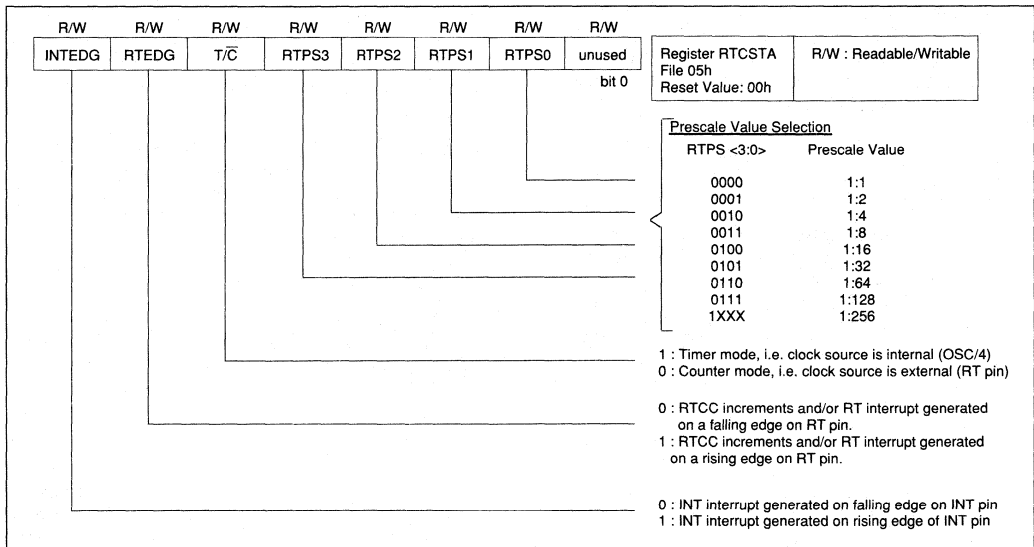 R/W R/W R/W R/W R/W R/W R/W R/W
INTEDG RTEDG T/C̅ RTPS3 RTPS2 RTPS1 RTPS0 unused
bit 0
Register RTCSTA
File 05h
Reset Value: 00h
R/W : Readable/Writable
Prescale Value Selection
RTPS <3:0> Prescale Value
0000 1:1
0001 1:2
0010 1:4
0011 1:8
0100 1:16
0101 1:32
0110 1:64
0111 1:128
1XXX 1:256
1 : Timer mode, i.e. clock source is internal (OSC/4)
0 : Counter mode, i.e. clock source is external (RT pin)
0 : RTCC increments and/or RT interrupt generated
on a falling edge on RT pin.
1 : RTCC increments and/or RT interrupt generated
on a rising edge on RT pin.
0 : INT interrupt generated on falling edge on INT pin
1 : INT interrupt generated on rising edge of INT pin